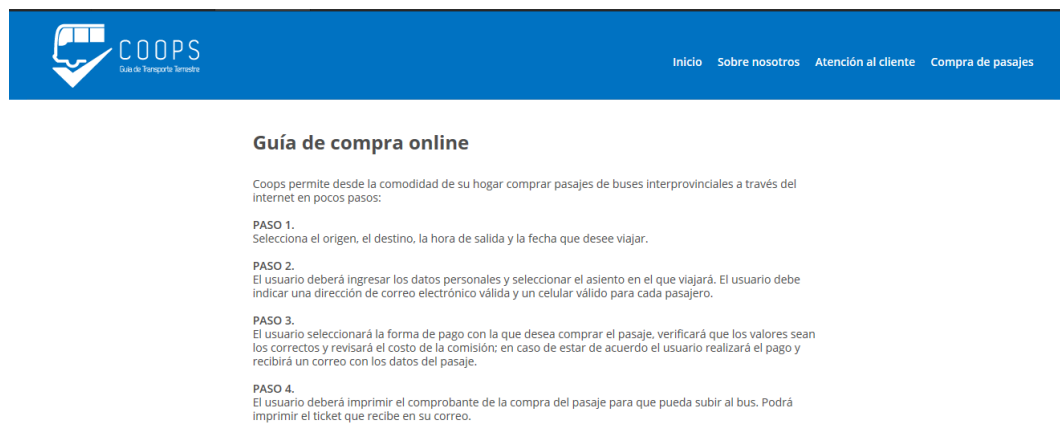 COOPS
Guia de Transporte Terrestre
Inicio Sobre nosotros Atención al cliente Compra de pasajes
Guía de compra online
Coops permite desde la comodidad de su hogar comprar pasajes de buses interprovinciales a través del
internet en pocos pasos:
PASO 1.
Selecciona el origen, el destino, la hora de salida y la fecha que desee viajar.
PASO 2.
El usuario deberá ingresar los datos personales y seleccionar el asiento en el que viajará. El usuario debe
indicar una dirección de correo electrónico válida y un celular válido para cada pasajero.
PASO 3.
El usuario seleccionará la forma de pago con la que desea comprar el pasaje, verificará que los valores sean
los correctos y revisará el costo de la comisión; en caso de estar de acuerdo el usuario realizará el pago y
recibirá un correo con los datos del pasaje.
PASO 4.
El usuario deberá imprimir el comprobante de la compra del pasaje para que pueda subir al bus. Podrá
imprimir el ticket que recibe en su correo.